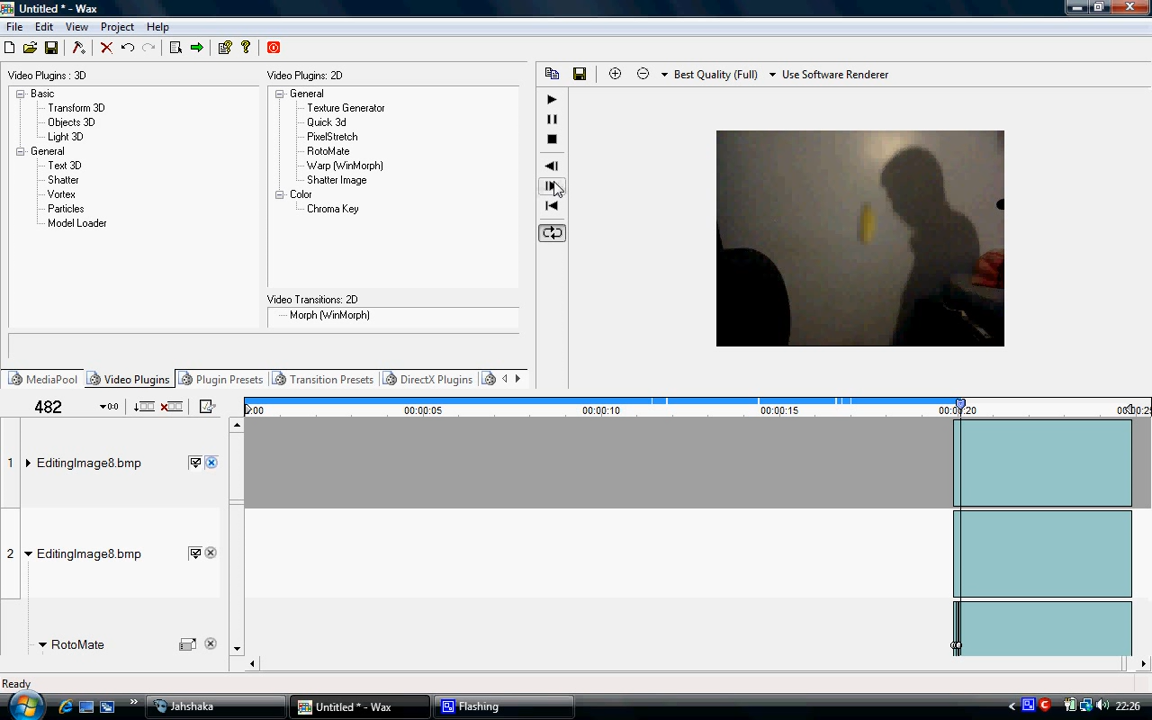 Untitled * - Wax
File Edit View Project Help
Video Plugins : 3D
Basic
Transform 3D
Objects 3D
Light 3D
General
Text 3D
Shatter
Vortex
Particles
Model Loader
Video Plugins: 2D
General
Texture Generator
Quick 3d
PixelStretch
RotoMate
Warp (WinMorph)
Shatter Image
Color
Chroma Key
Video Transitions: 2D
Morph (WinMorph)
Best Quality (Full) Use Software Renderer
MediaPool Video Plugins Plugin Presets Transition Presets DirectX Plugins
482
:00 00:00:05 00:00:10 00:00:15 00:00:20
1 EditingImage8.bmp
2 EditingImage8.bmp
RotoMate
Ready
Jahshaka Untitled * - Wax Flashing 22:26